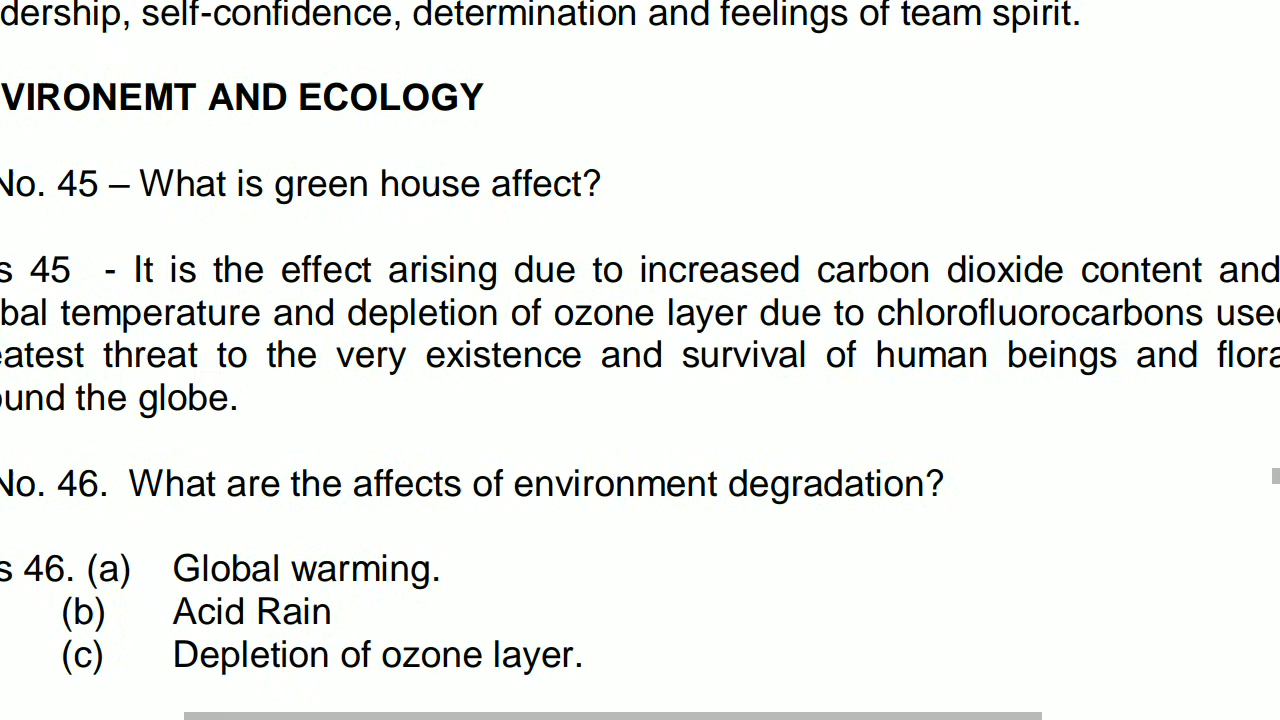 dership, self-confidence, determination and feelings of team spirit.
VIRONEMT AND ECOLOGY
No. 45 – What is green house affect?
s 45 - It is the effect arising due to increased carbon dioxide content and
bal temperature and depletion of ozone layer due to chlorofluorocarbons used
eatest threat to the very existence and survival of human beings and flora
ound the globe.
No. 46. What are the affects of environment degradation?
s 46. (a) Global warming.
(b) Acid Rain
(c) Depletion of ozone layer.